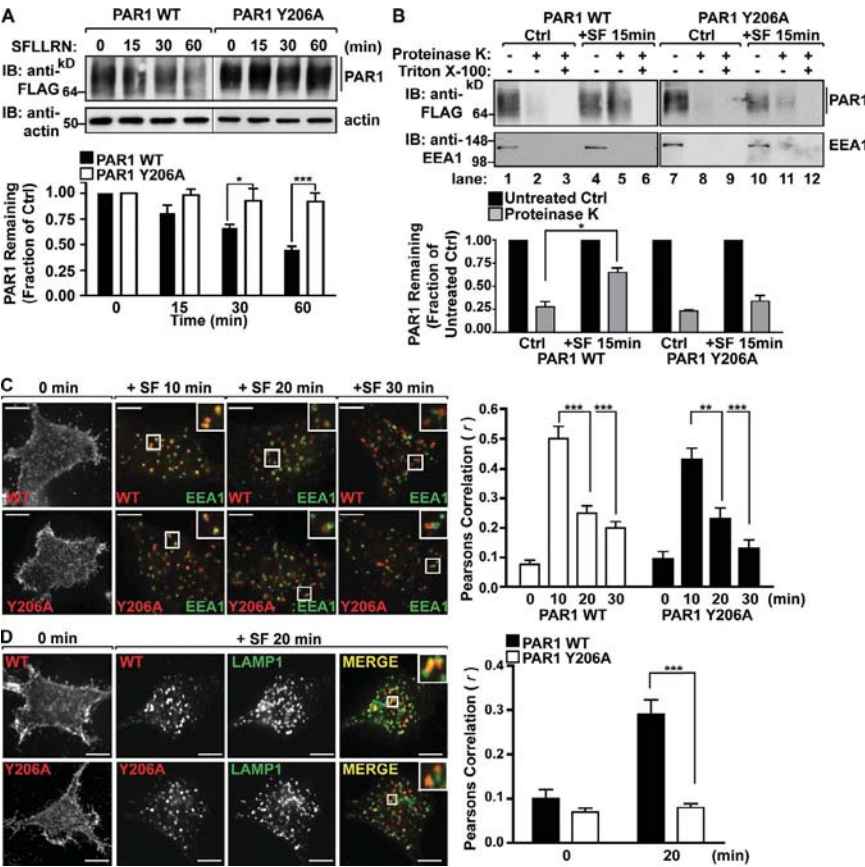 A
PAR1 WT PAR1 Y206A
SFLLRN: 0 15 30 60 0 15 30 60 (min)
kD
IB: anti-FLAG
64
PAR1
IB: anti-actin
50
actin
PAR1 WT
PAR1 Y206A
PAR1 Remaining
(Fraction of Ctrl)
1.00
0.75
0.50
0.25
0.00
* ***
0 15 30 60
Time (min)
B
PAR1 WT PAR1 Y206A
Ctrl +SF 15min Ctrl +SF 15min
Proteinase K: - + + - + + - + + - + +
Triton X-100: - - + - - + - - + - - +
kD
IB: anti-FLAG
64
PAR1
IB: anti-EEA1
148
98
EEA1
lane: 1 2 3 4 5 6 7 8 9 10 11 12
Untreated Ctrl
Proteinase K
PAR1 Remaining
(Fraction of
Untreated Ctrl)
1.00
0.75
0.50
0.25
0.00
*
Ctrl +SF 15min Ctrl +SF 15min
PAR1 WT PAR1 Y206A
C
0 min + SF 10 min + SF 20 min +SF 30 min
WT WT EEA1 WT EEA1 WT EEA1
Y206A Y206A EEA1 Y206A EEA1 Y206A EEA1
Pearsons Correlation (r)
0.6
0.5
0.4
0.3
0.2
0.1
0.0
*** *** ** ***
0 10 20 30 0 10 20 30 (min)
PAR1 WT PAR1 Y206A
D
0 min + SF 20 min
WT WT LAMP1 MERGE
Y206A Y206A LAMP1 MERGE
PAR1 WT
PAR1 Y206A
Pearsons Correlation (r)
0.4
0.3
0.2
0.1
0.0
***
0 20 (min)